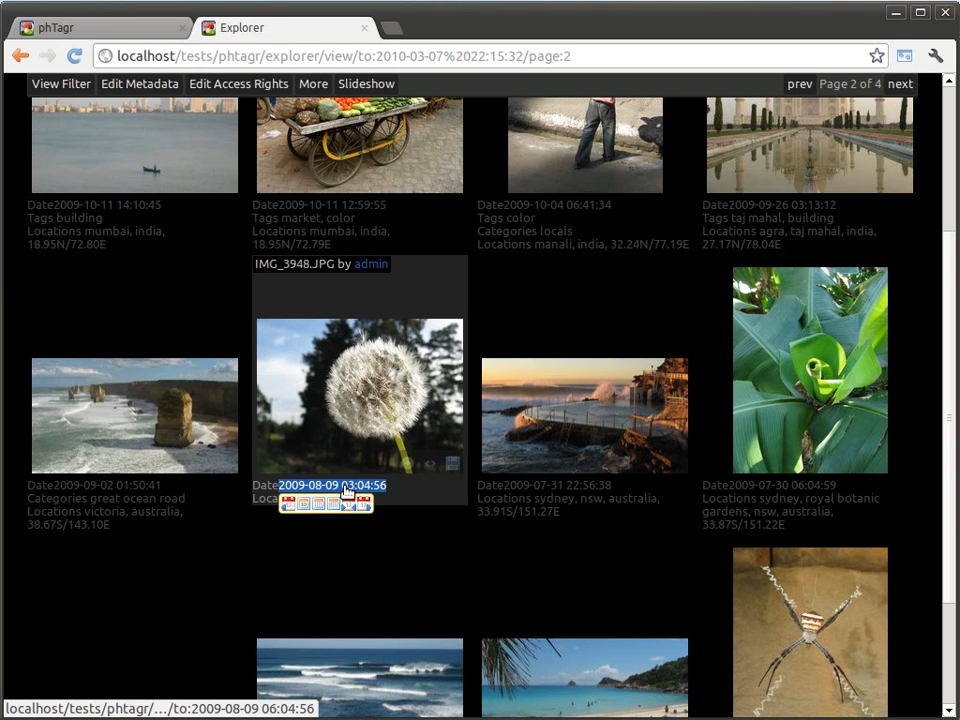 phTagr
Explorer
localhost/tests/phtagr/explorer/view/to:2010-03-07%2022:15:32/page:2
View Filter Edit Metadata Edit Access Rights More Slideshow prev Page 2 of 4 next
Date2009-10-11 14:10:45
Tags building
Locations mumbai, india,
18.95N/72.80E
Date2009-10-11 12:59:55
Tags market, color
Locations mumbai, india,
18.95N/72.79E
Date2009-10-04 06:41:34
Tags color
Categories locals
Locations manali, india, 32.24N/77.19E
Date2009-09-26 03:13:12
Tags taj mahal, building
Locations agra, taj mahal, india,
27.17N/78.04E
IMG_3948.JPG by admin
Date2009-09-02 01:50:41
Categories great ocean road
Locations victoria, australia,
38.67S/143.10E
Date2009-08-09 03:04:56
Loca
Date2009-07-31 22:56:38
Locations sydney, nsw, australia,
33.91S/151.27E
Date2009-07-30 06:04:59
Locations sydney, royal botanic
gardens, nsw, australia,
33.87S/151.22E
localhost/tests/phtagr/.../to:2009-08-09 06:04:56